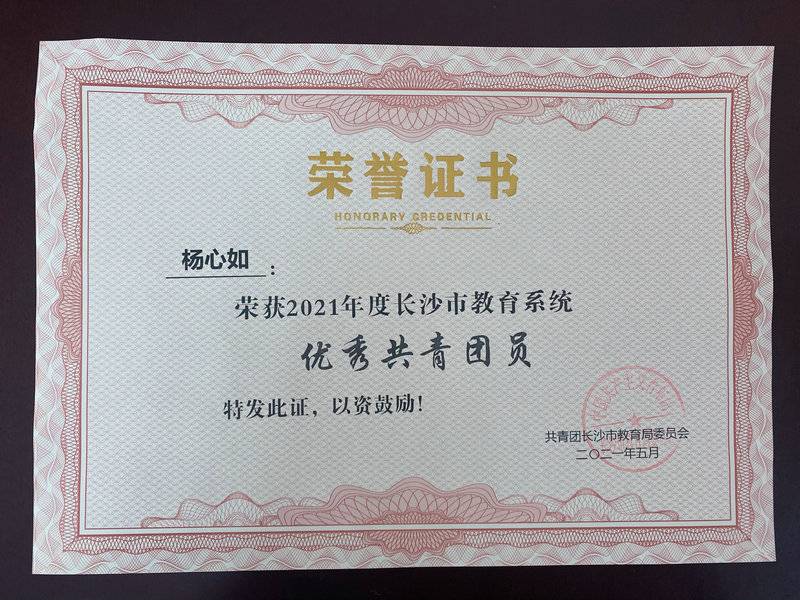 荣誉证书
HONORARY CREDENTIAL
杨心如：
荣获2021年度长沙市教育系统
优秀共青团员
特发此证，以资鼓励！
共青团长沙市教育局委员会
二〇二一年五月